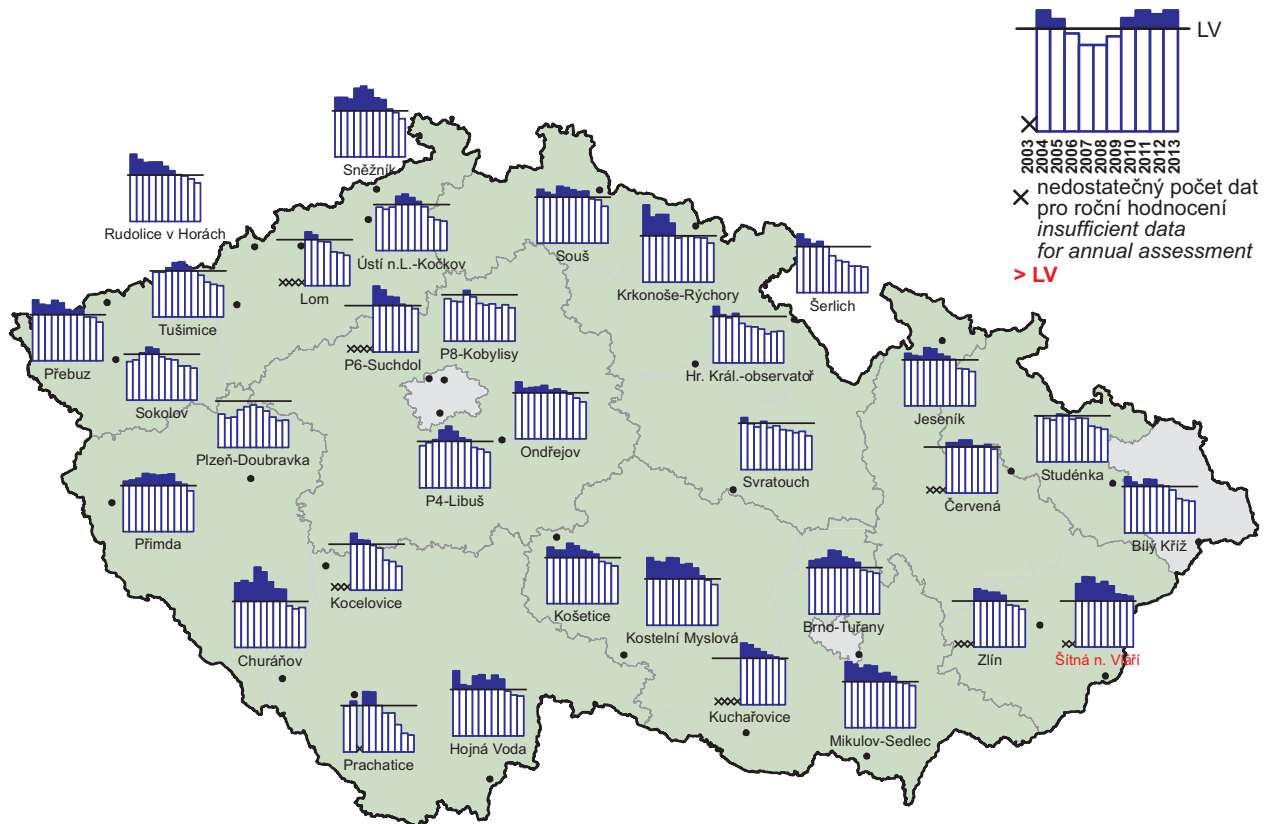 LV
2003
2004
2005
2006
2007
2008
2009
2010
2011
2012
2013
nedostatečný počet dat
pro roční hodnocení
insufficient data
for annual assessment
> LV
Sněžník
Rudolice v Horách
Ústí n.L.-Kočkov
Souš
Lom
Krkonoše-Rýchory
Šerlich
Tušimice
P8-Kobylisy
P6-Suchdol
Přebuz
Hr. Král.-observatoř
Sokolov
Jeseník
Plzeň-Doubravka
Ondřejov
Svratouch
Studénka
P4-Libuš
Červená
Přimda
Bílý Kříž
Kocelovice
Košetice
Kostelní Myslová
Brno-Tuřany
Churáňov
Zlín
Šítná n. Vláří
Kuchařovice
Mikulov-Sedlec
Hojná Voda
Prachatice